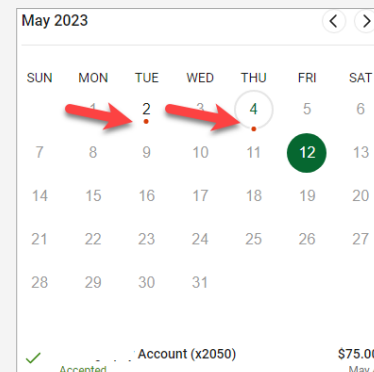 May 2023
SUN MON TUE WED THU FRI SAT
1 2 3 4 5 6
7 8 9 10 11 12 13
14 15 16 17 18 19 20
21 22 23 24 25 26 27
28 29 30 31
Account (x2050) $75.00
Accepted May